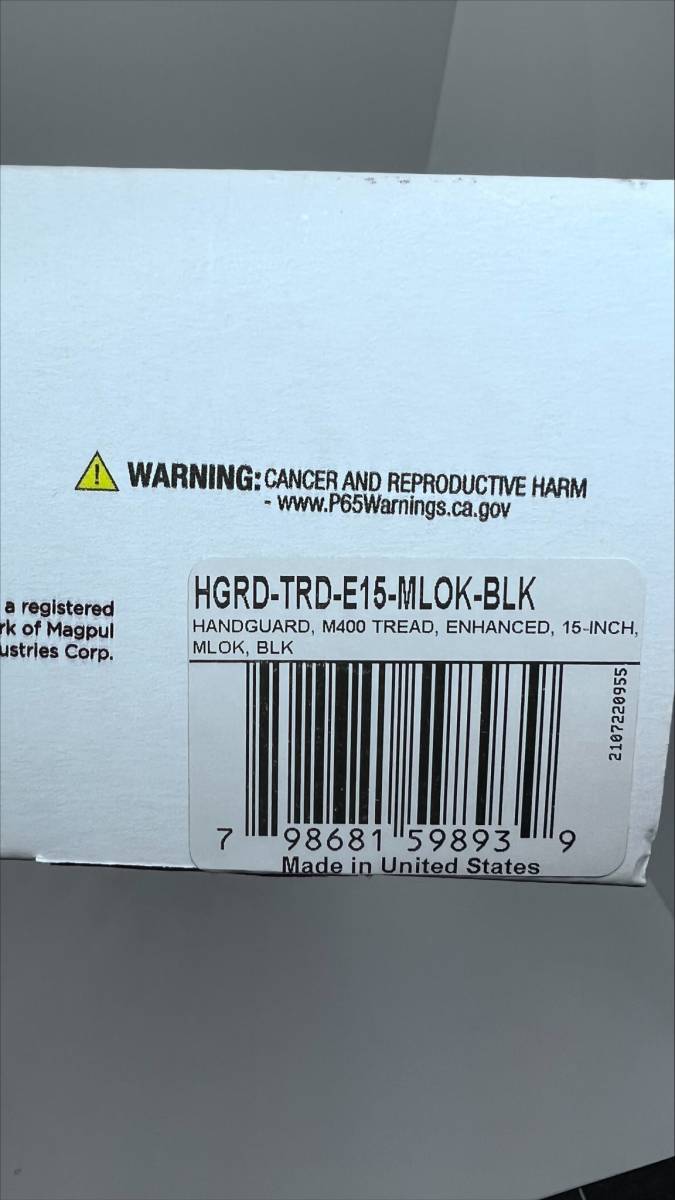 WARNING: CANCER AND REPRODUCTIVE HARM
- www.P65Warnings.ca.gov
a registered
rk of Magpul
ustries Corp.
HGRD-TRD-E15-MLOK-BLK
HANDGUARD, M400 TREAD, ENHANCED, 15-INCH,
MLOK, BLK
2107220955
7 98681 59893 9
Made in United States